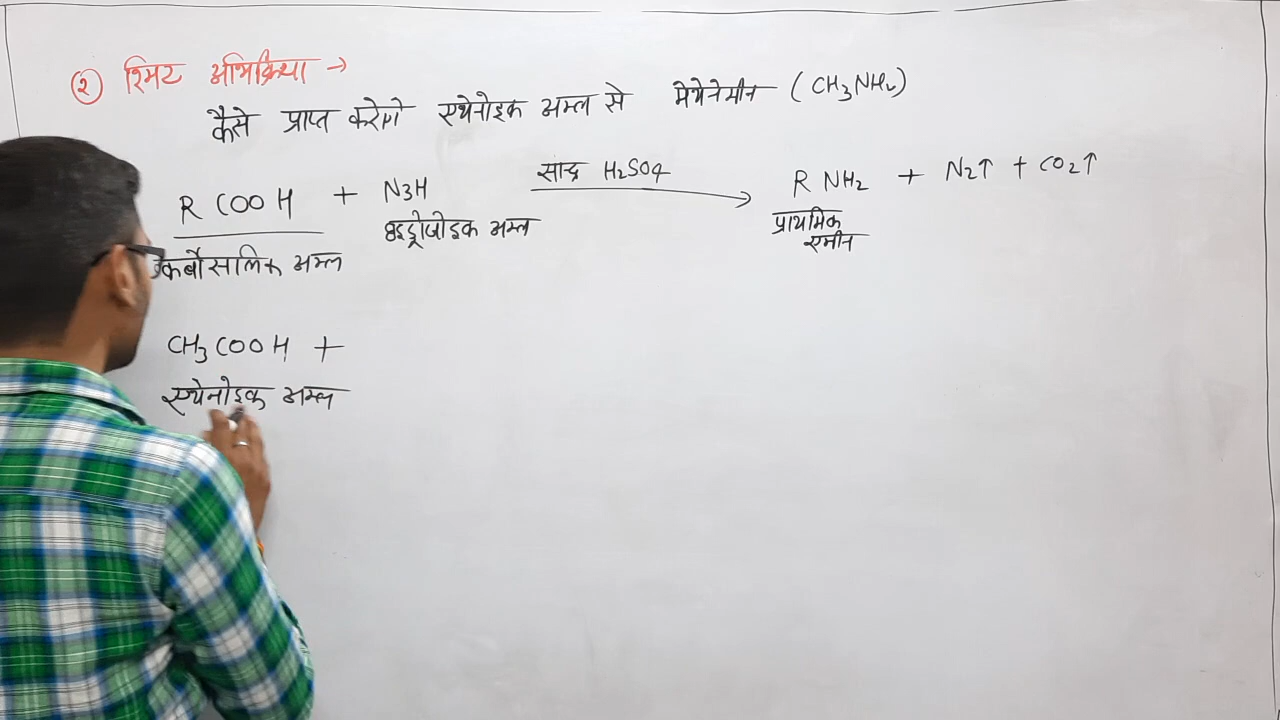 ② श्मिट अभिक्रिया →
कैसे प्राप्त करेगे एथेनोइक अम्ल से मेथेनेमीन (CH3NH2)
R COOH + N3H सान्द्र H2SO4 → R NH2 + N2↑ + CO2↑
कर्बोसालिक अम्ल हाइड्रोजोइक अम्ल प्राथमिक
एमीन
CH3COOH +
एथेनोइक अम्ल